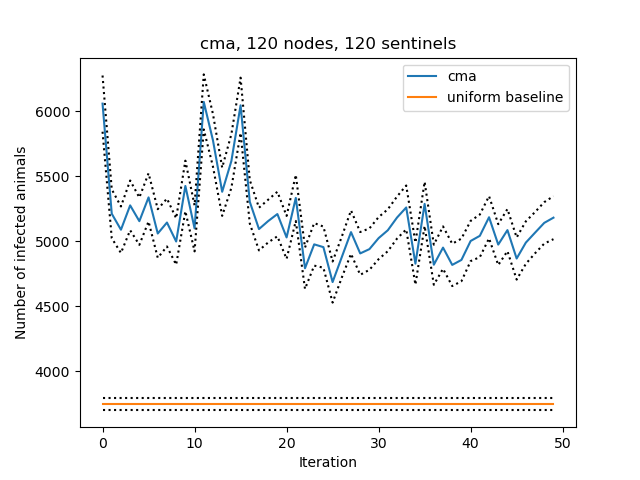 cma, 120 nodes, 120 sentinels
cma
uniform baseline
Number of infected animals
6000
5500
5000
4500
4000
0
10
20
30
40
50
Iteration